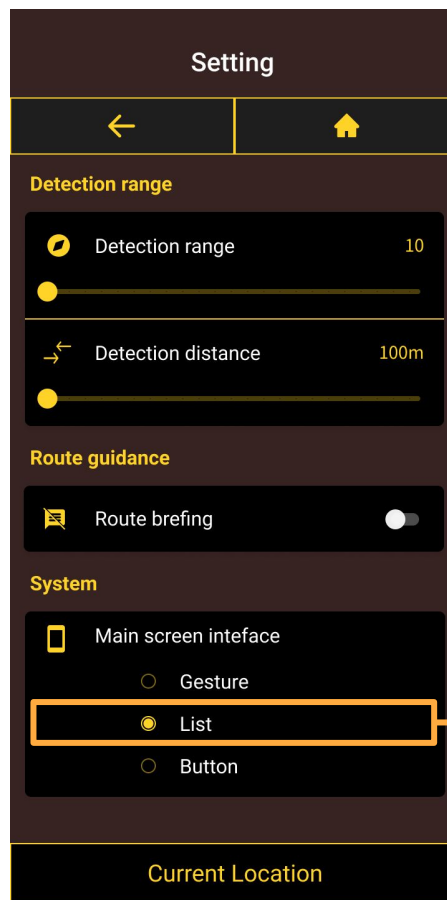 Setting
Detection range
Detection range 10
Detection distance 100m
Route guidance
Route brefing
System
Main screen inteface
Gesture
List
Button
Current Location